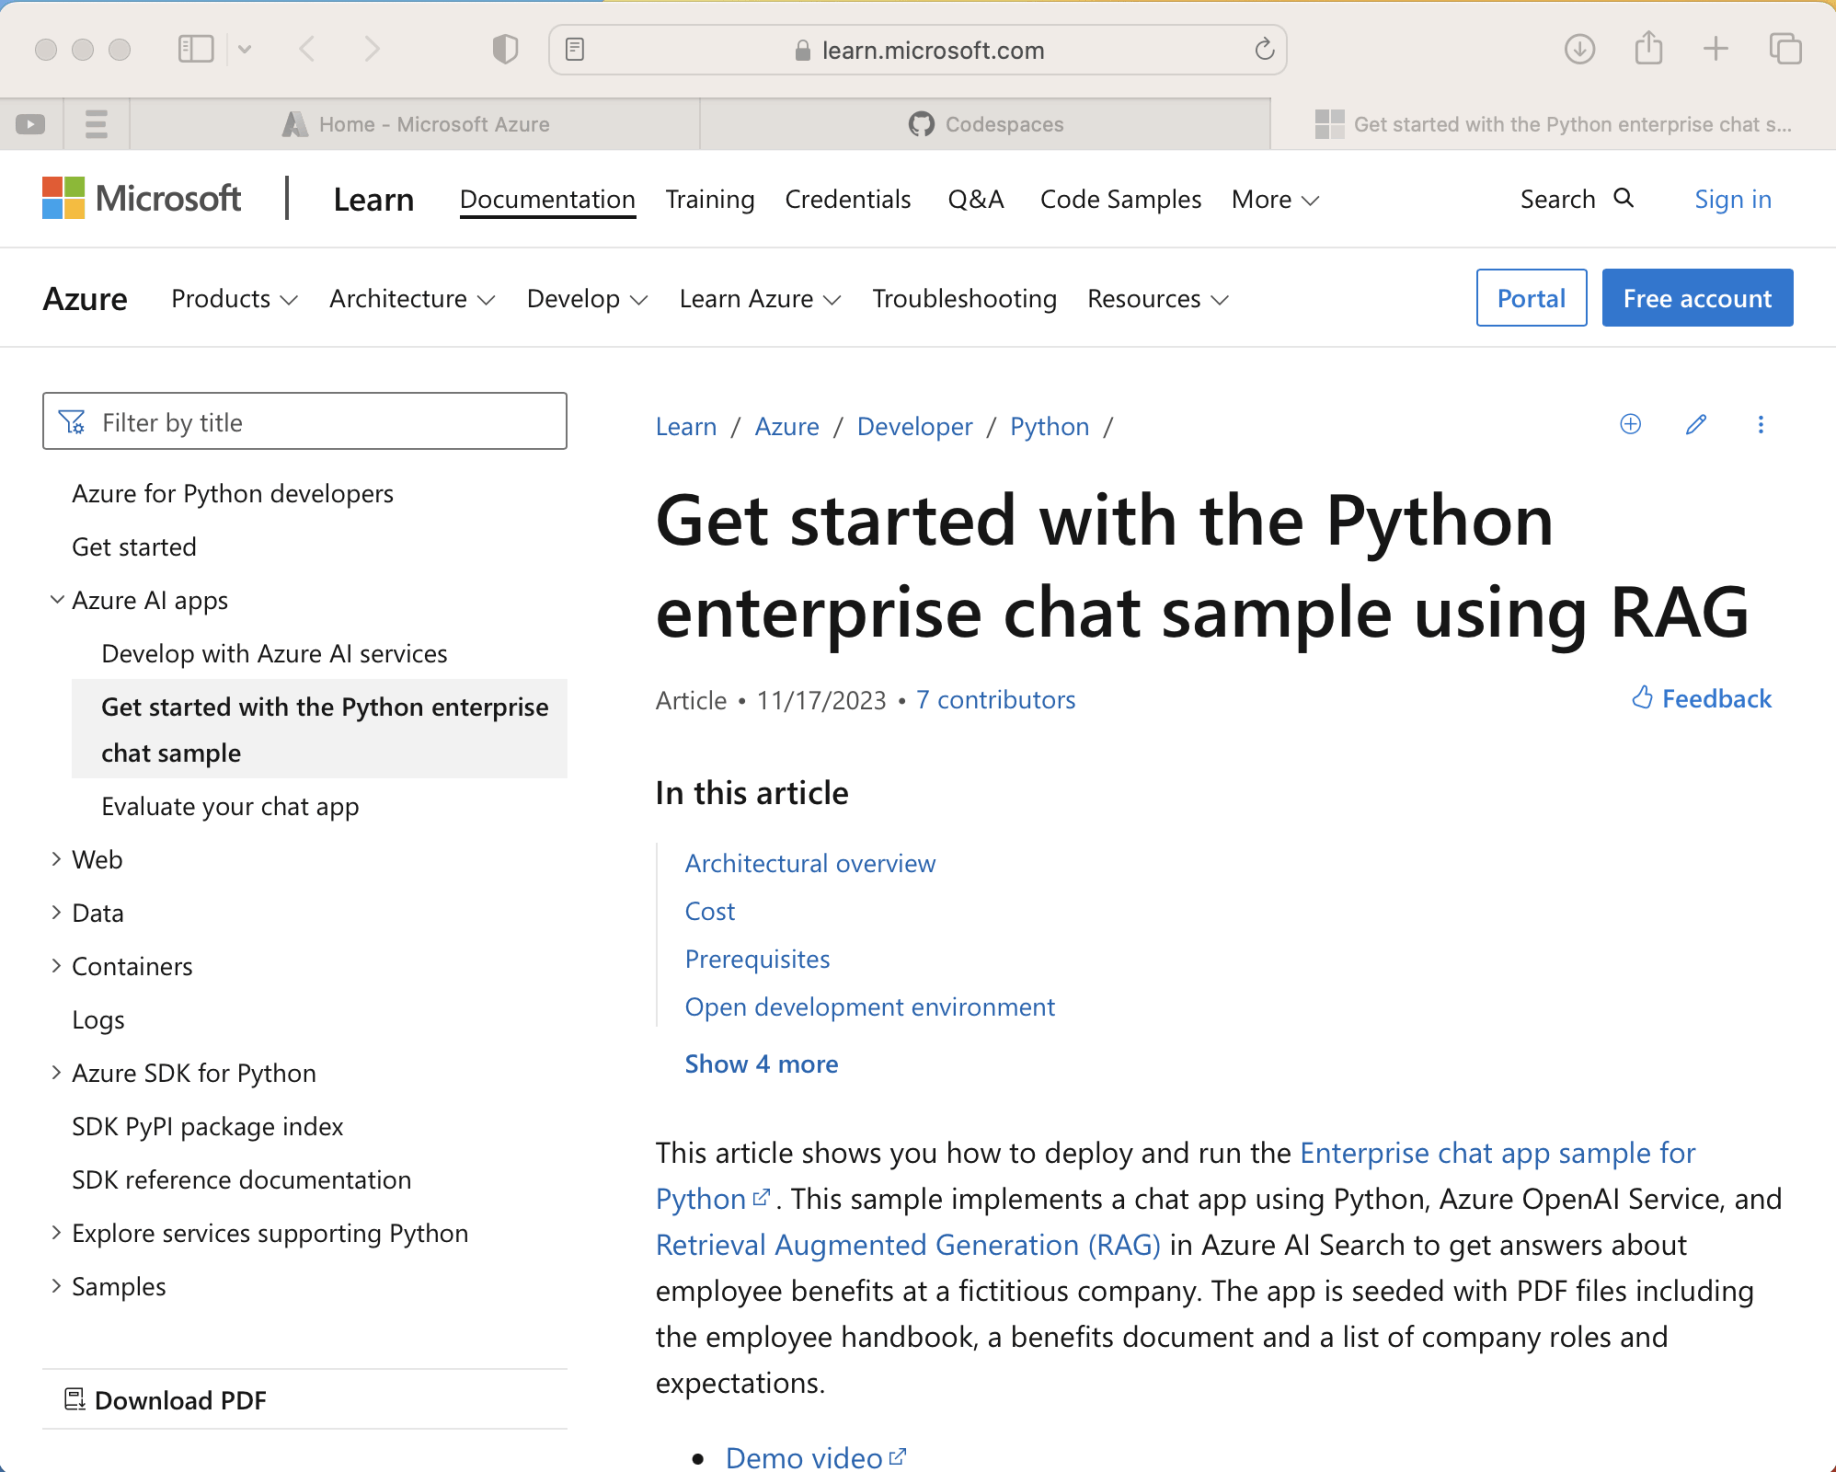 learn.microsoft.com
Home - Microsoft Azure
Codespaces
Get started with the Python enterprise chat s...
Microsoft
Learn
Documentation
Training
Credentials
Q&A
Code Samples
More
Search
Sign in
Azure
Products
Architecture
Develop
Learn Azure
Troubleshooting
Resources
Portal
Free account
Filter by title
Azure for Python developers
Get started
Azure AI apps
Develop with Azure AI services
Get started with the Python enterprise
chat sample
Evaluate your chat app
Web
Data
Containers
Logs
Azure SDK for Python
SDK PyPI package index
SDK reference documentation
Explore services supporting Python
Samples
Download PDF
Learn / Azure / Developer / Python /
Get started with the Python
enterprise chat sample using RAG
Article • 11/17/2023 • 7 contributors
Feedback
In this article
Architectural overview
Cost
Prerequisites
Open development environment
Show 4 more
This article shows you how to deploy and run the Enterprise chat app sample for
Python. This sample implements a chat app using Python, Azure OpenAI Service, and
Retrieval Augmented Generation (RAG) in Azure AI Search to get answers about
employee benefits at a fictitious company. The app is seeded with PDF files including
the employee handbook, a benefits document and a list of company roles and
expectations.
• Demo video